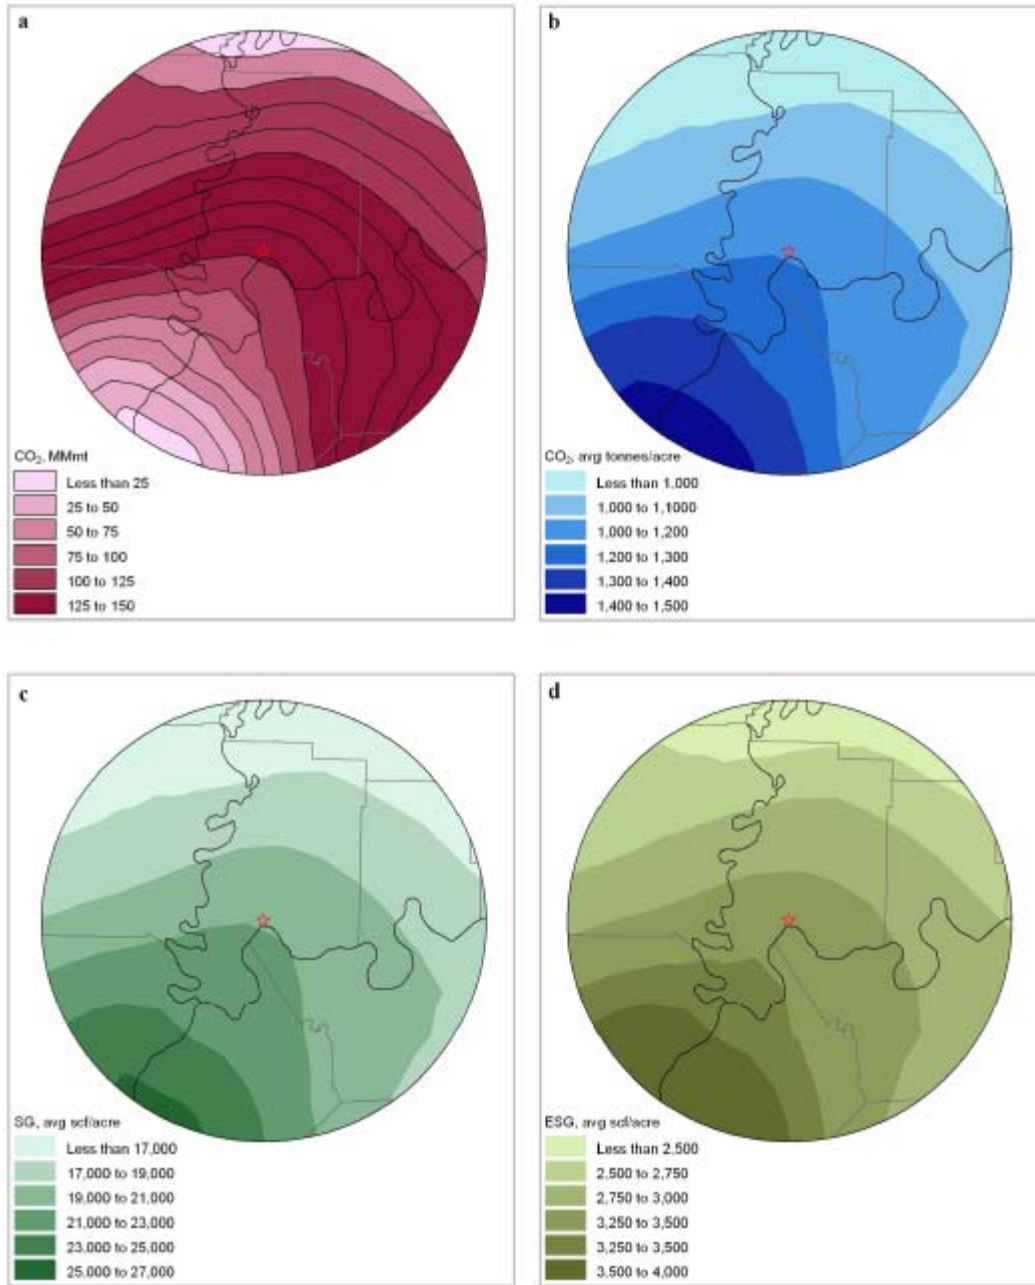 a
CO₂, MMmt
Less than 25
25 to 50
50 to 75
75 to 100
100 to 125
125 to 150
b
CO₂, avg tonnes/acre
Less than 1,000
1,000 to 1,1000
1,000 to 1,200
1,200 to 1,300
1,300 to 1,400
1,400 to 1,500
c
SG, avg scf/acre
Less than 17,000
17,000 to 19,000
19,000 to 21,000
21,000 to 23,000
23,000 to 25,000
25,000 to 27,000
d
ESG, avg scf/acre
Less than 2,500
2,500 to 2,750
2,750 to 3,000
3,250 to 3,500
3,250 to 3,500
3,500 to 4,000